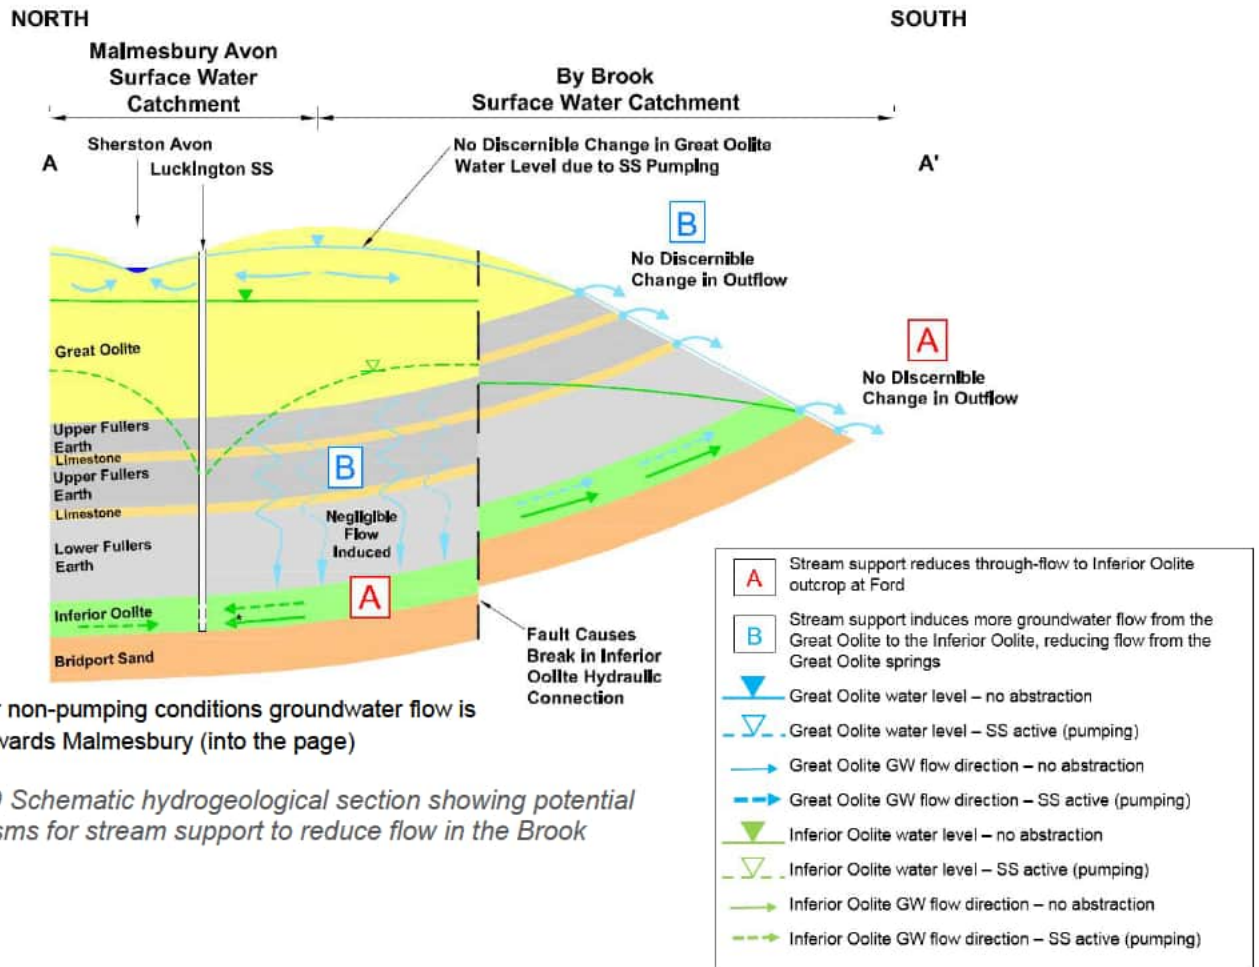 NORTH
SOUTH
Malmesbury Avon
Surface Water
Catchment
By Brook
Surface Water Catchment
Sherston Avon
A
Luckington SS
No Discernible Change in Great Oolite
Water Level due to SS Pumping
A'
B
No Discernible
Change in Outflow
A
No Discernible
Change in Outflow
Great Oolite
Upper Fullers
Earth
Limestone
Upper Fullers
Earth
Limestone
Lower Fullers
Earth
B
Negligible
Flow
Induced
A
Inferior Oolite
*
Bridport Sand
Fault Causes
Break in Inferior
Oolite Hydraulic
Connection
A Stream support reduces through-flow to Inferior Oolite
outcrop at Ford
B Stream support induces more groundwater flow from the
Great Oolite to the Inferior Oolite, reducing flow from the
Great Oolite springs
Great Oolite water level – no abstraction
Great Oolite water level – SS active (pumping)
Great Oolite GW flow direction – no abstraction
Great Oolite GW flow direction – SS active (pumping)
Inferior Oolite water level – no abstraction
Inferior Oolite water level – SS active (pumping)
Inferior Oolite GW flow direction – no abstraction
Inferior Oolite GW flow direction – SS active (pumping)
non-pumping conditions groundwater flow is
wards Malmesbury (into the page)
Schematic hydrogeological section showing potential
sms for stream support to reduce flow in the Brook